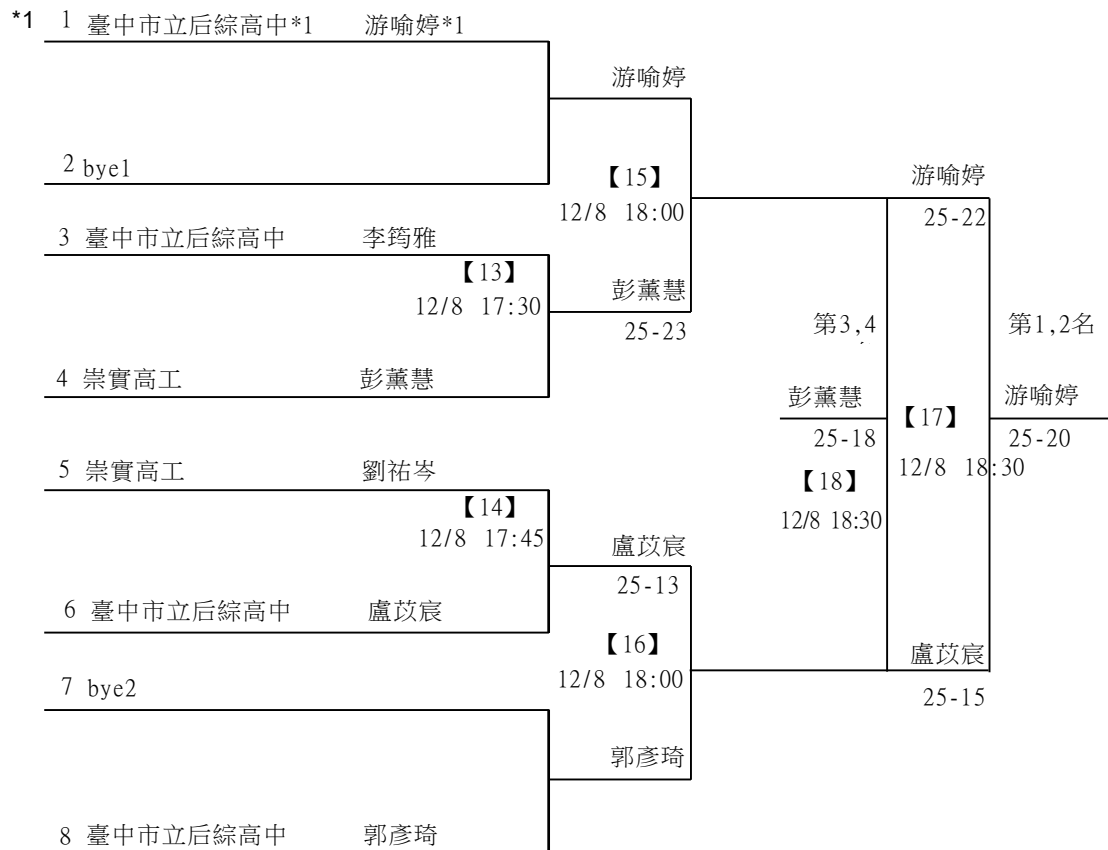 *1 1 臺中市立后綜高中*1 游喻婷*1
游喻婷
2 bye1
【15】
游喻婷
12/8 18:00
25-22
3 臺中市立后綜高中 李筠雅
【13】
彭薰慧
12/8 17:30
25-23
第3,4
第1,2名
4 崇實高工 彭薰慧
彭薰慧
【17】
游喻婷
25-18
25-20
5 崇實高工 劉祐岑
12/8 18:30
【18】
【14】
12/8 18:30
12/8 17:45
盧苡宸
25-13
6 臺中市立后綜高中 盧苡宸
【16】
盧苡宸
7 bye2
12/8 18:00
25-15
郭彥琦
8 臺中市立后綜高中 郭彥琦